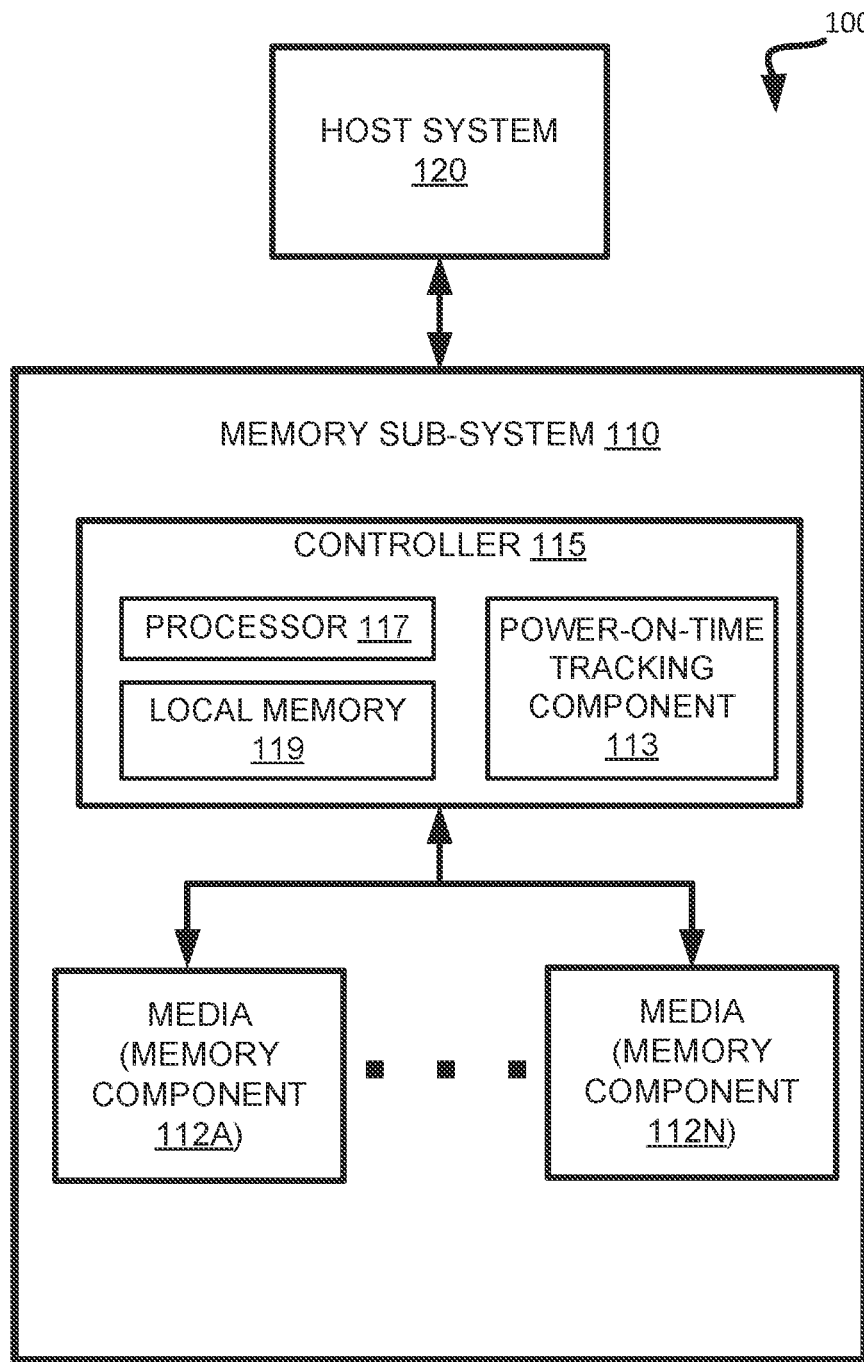 100
HOST SYSTEM
120
MEMORY SUB-SYSTEM 110
CONTROLLER 115
PROCESSOR 117
LOCAL MEMORY
119
POWER-ON-TIME
TRACKING
COMPONENT
113
MEDIA
(MEMORY
COMPONENT
112A)
MEDIA
(MEMORY
COMPONENT
112N)